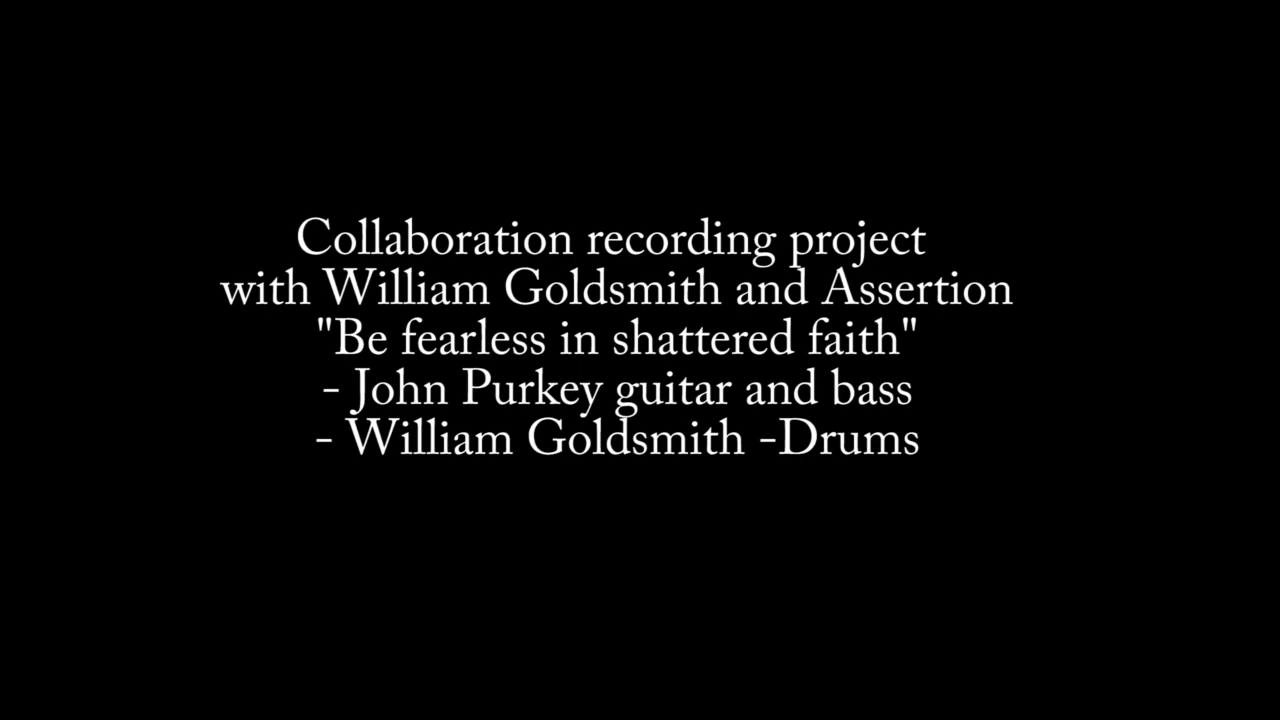 Collaboration recording project
with William Goldsmith and Assertion
"Be fearless in shattered faith"
- John Purkey guitar and bass
- William Goldsmith -Drums